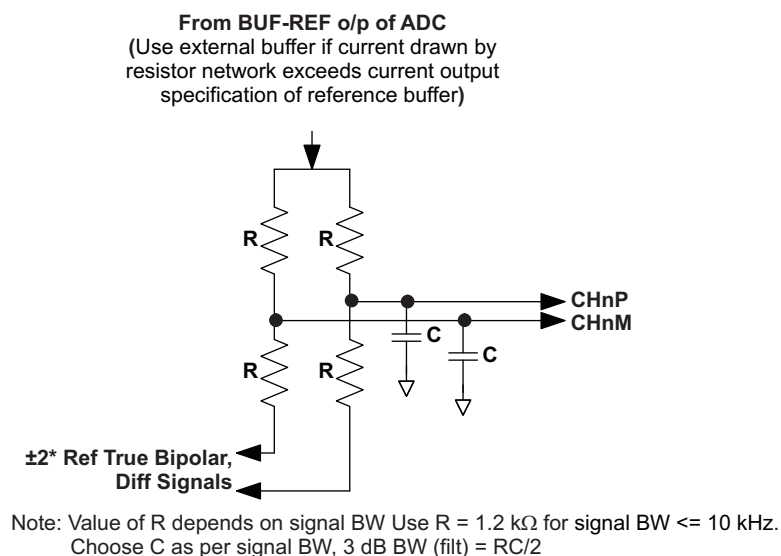 From BUF-REF o/p of ADC
(Use external buffer if current drawn by
resistor network exceeds current output
specification of reference buffer)
R
R
CHnP
CHnM
C
C
R
R
±2* Ref True Bipolar,
Diff Signals
Note: Value of R depends on signal BW Use R = 1.2 kΩ for signal BW <= 10 kHz.
Choose C as per signal BW, 3 dB BW (filt) = RC/2